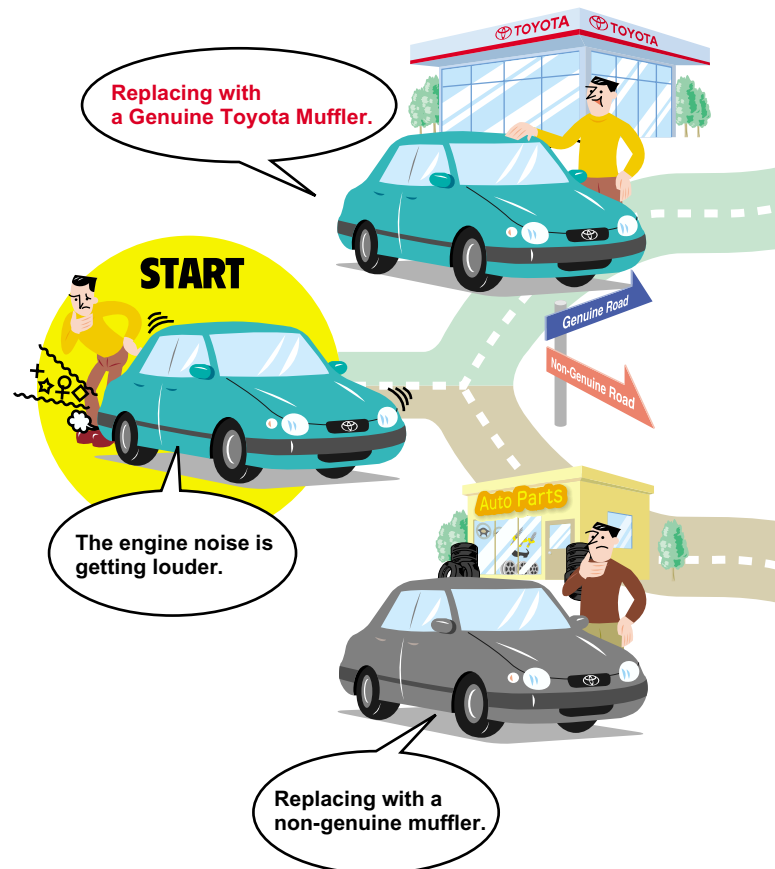 TOYOTA TOYOTA
Replacing with
a Genuine Toyota Muffler.
START
Genuine Road
Non-Genuine Road
The engine noise is
getting louder.
Auto Parts
Replacing with a
non-genuine muffler.